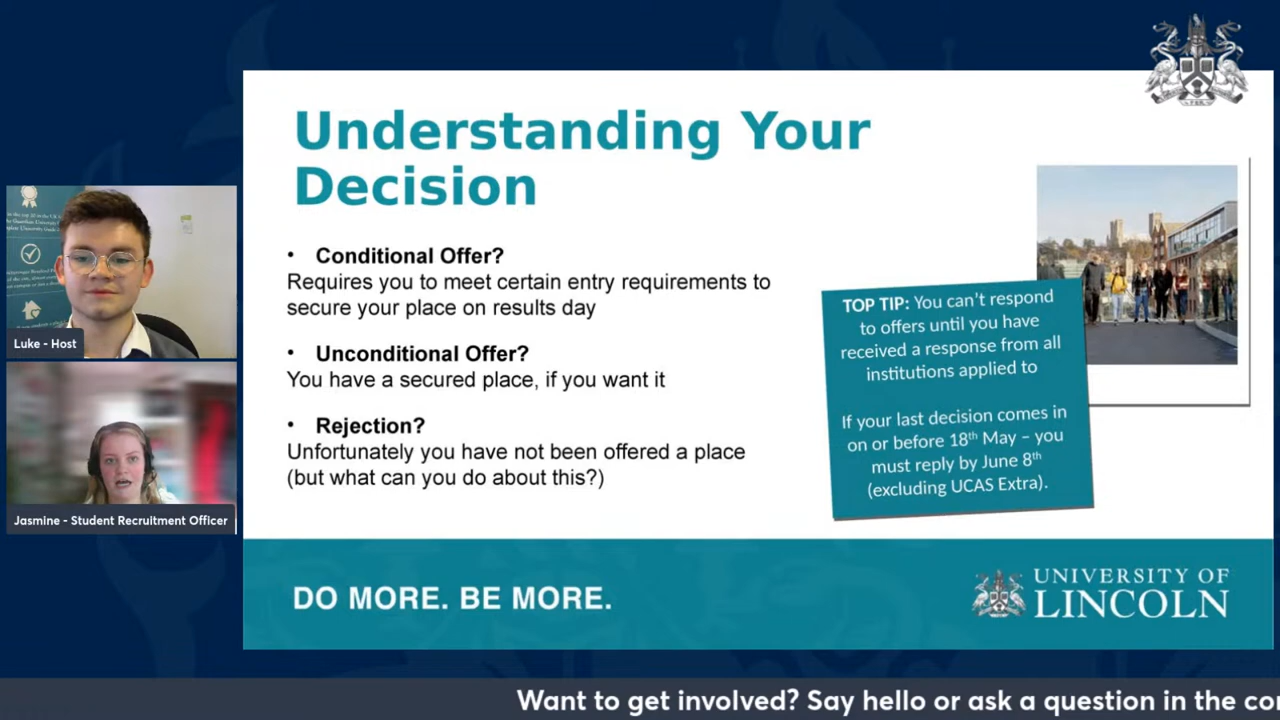 Understanding Your
Decision
• Conditional Offer?
Requires you to meet certain entry requirements to
secure your place on results day
• Unconditional Offer?
You have a secured place, if you want it
• Rejection?
Unfortunately you have not been offered a place
(but what can you do about this?)
TOP TIP: You can’t respond
to offers until you have
received a response from all
institutions applied to
If your last decision comes in
on or before 18th May – you
must reply by June 8th
(excluding UCAS Extra).
Luke - Host
Jasmine - Student Recruitment Officer
DO MORE. BE MORE.
UNIVERSITY OF
LINCOLN
Want to get involved? Say hello or ask a question in the co